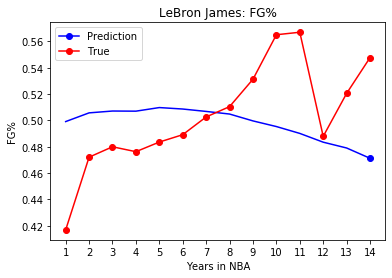 LeBron James: FG%
Prediction
True
0.56
0.54
0.52
0.50
0.48
0.46
0.44
0.42
FG%
1 2 3 4 5 6 7 8 9 10 11 12 13 14
Years in NBA